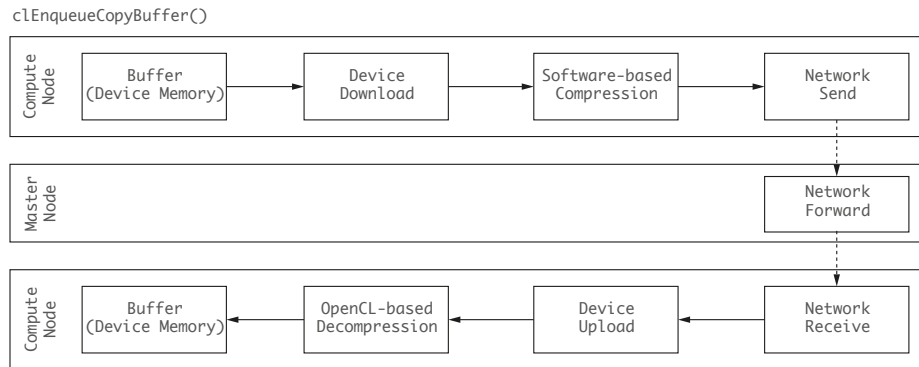 clEnqueueCopyBuffer()
Compute
Node
Buffer
(Device Memory)
Device
Download
Software-based
Compression
Network
Send
Master
Node
Network
Forward
Compute
Node
Buffer
(Device Memory)
OpenCL-based
Decompression
Device
Upload
Network
Receive